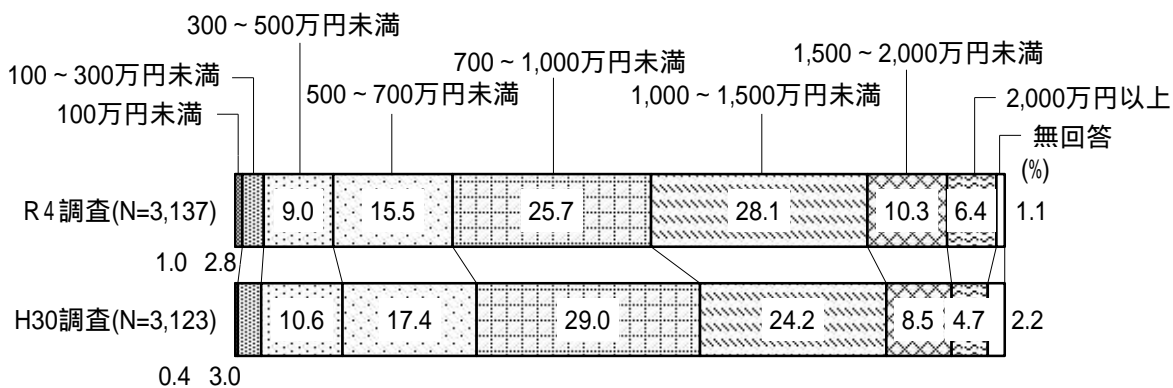 300~500万円未満
1,500~2,000万円未満
700~1,000万円未満
100~300万円未満
500~700万円未満
1,000~1,500万円未満
2,000万円以上
100万円未満
無回答
(%)
R4調査(N=3,137)
9.0 15.5 25.7 28.1 10.3 6.4 1.1
1.0 2.8
H30調査(N=3,123)
10.6 17.4 29.0 24.2 8.5 4.7 2.2
0.4 3.0